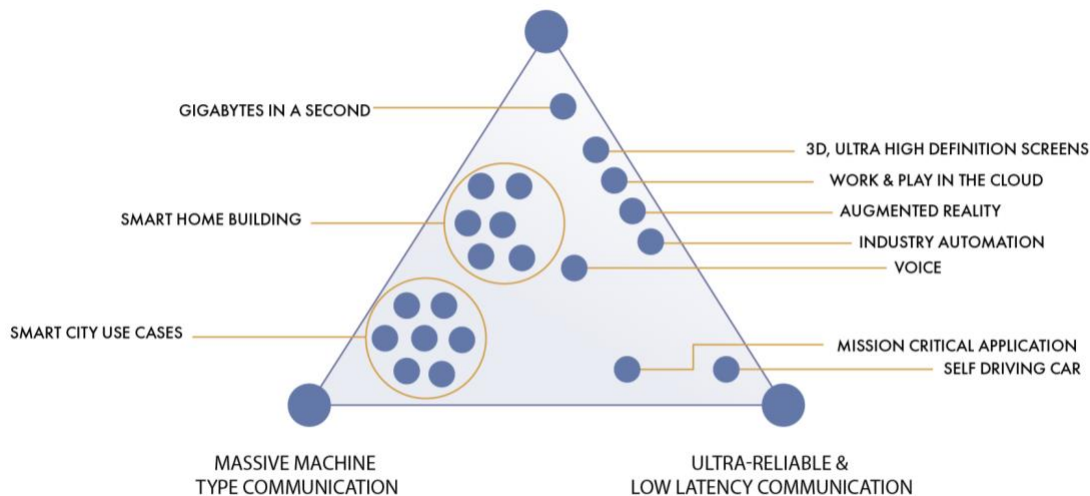 GIGABYTES IN A SECOND
3D, ULTRA HIGH DEFINITION SCREENS
WORK & PLAY IN THE CLOUD
SMART HOME BUILDING
AUGMENTED REALITY
INDUSTRY AUTOMATION
VOICE
SMART CITY USE CASES
MISSION CRITICAL APPLICATION
SELF DRIVING CAR
MASSIVE MACHINE
TYPE COMMUNICATION
ULTRA-RELIABLE &
LOW LATENCY COMMUNICATION